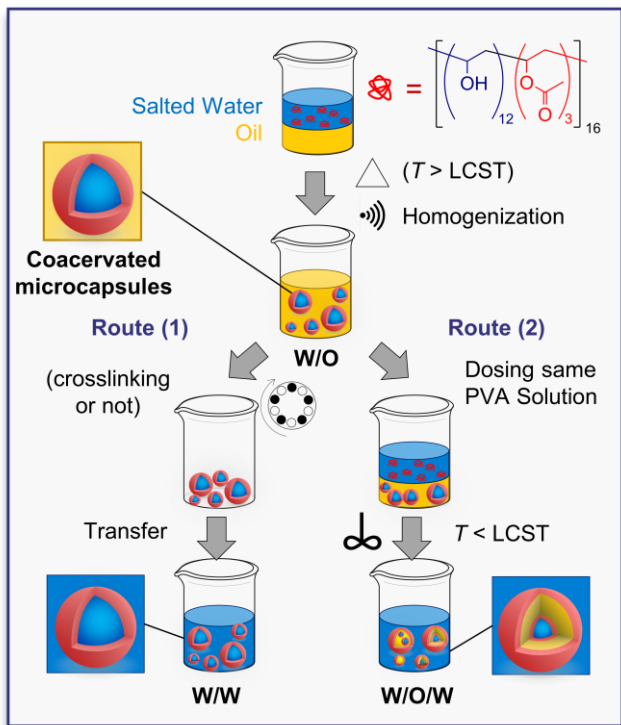 Salted Water
Oil
=
OH
12
O
O
3
16
(T > LCST)
Homogenization
Coacervated
microcapsules
W/O
Route (1)
Route (2)
(crosslinking
or not)
Dosing same
PVA Solution
Transfer
T < LCST
W/W
W/O/W